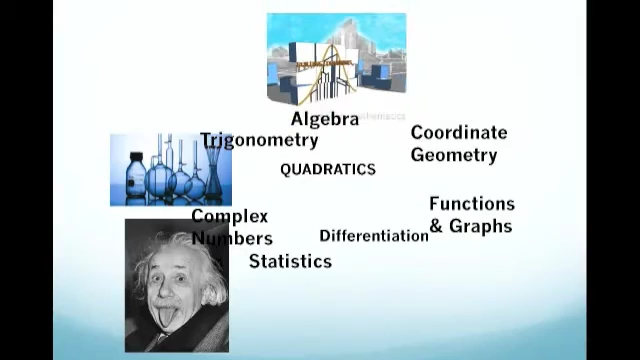 Algebra
Trigonometry
Coordinate
Geometry
QUADRATICS
Functions
& Graphs
Complex
Numbers
Differentiation
Statistics